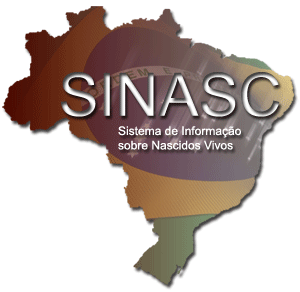 SINASC
Sistema de Informação
sobre Nascidos Vivos